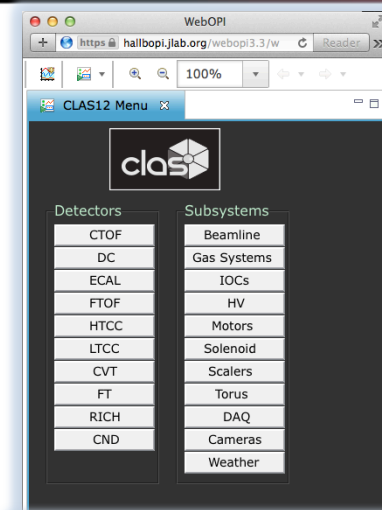 WebOPI
https hallbopi.jlab.org/webopi3.3/w Reader
100%
CLAS12 Menu
clas
Detectors
CTOF
DC
ECAL
FTOF
HTCC
LTCC
CVT
FT
RICH
CND
Subsystems
Beamline
Gas Systems
IOCs
HV
Motors
Solenoid
Scalers
Torus
DAQ
Cameras
Weather